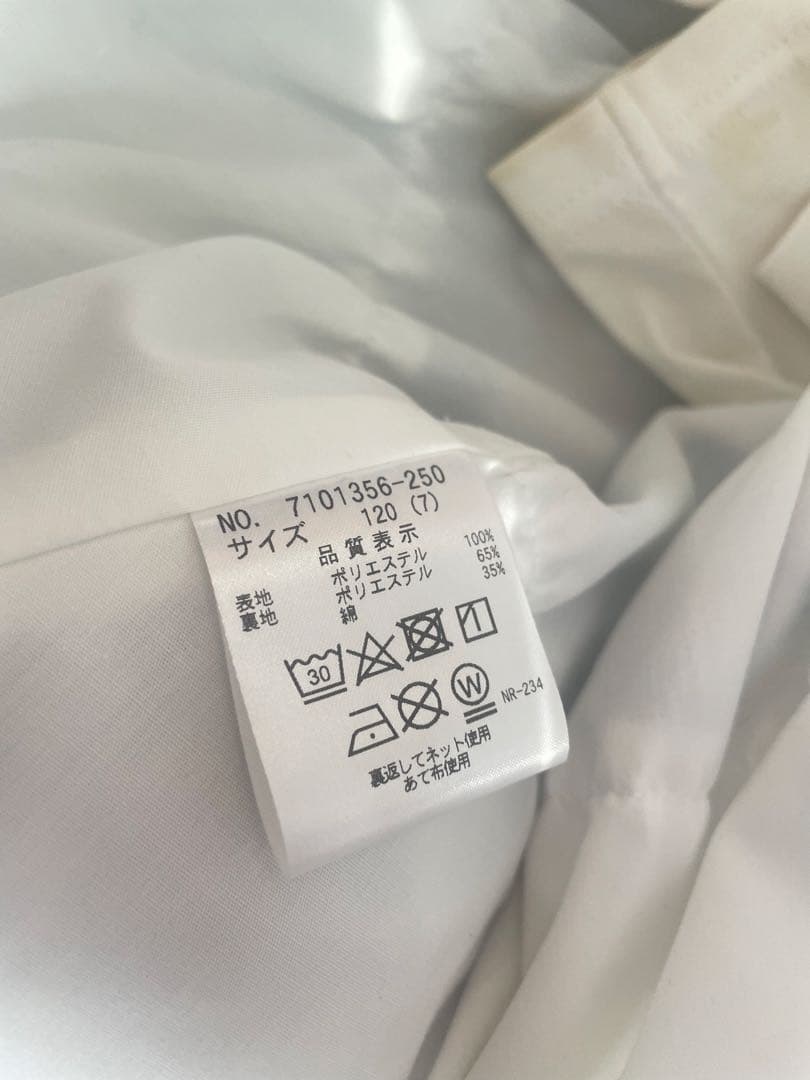 NO. 7101356-250
サイズ 120 (7)
品質表示
表地 ポリエステル 100%
裏地 ポリエステル 65%
綿 35%
30
W NR-234
裏返してネット使用
あて布使用